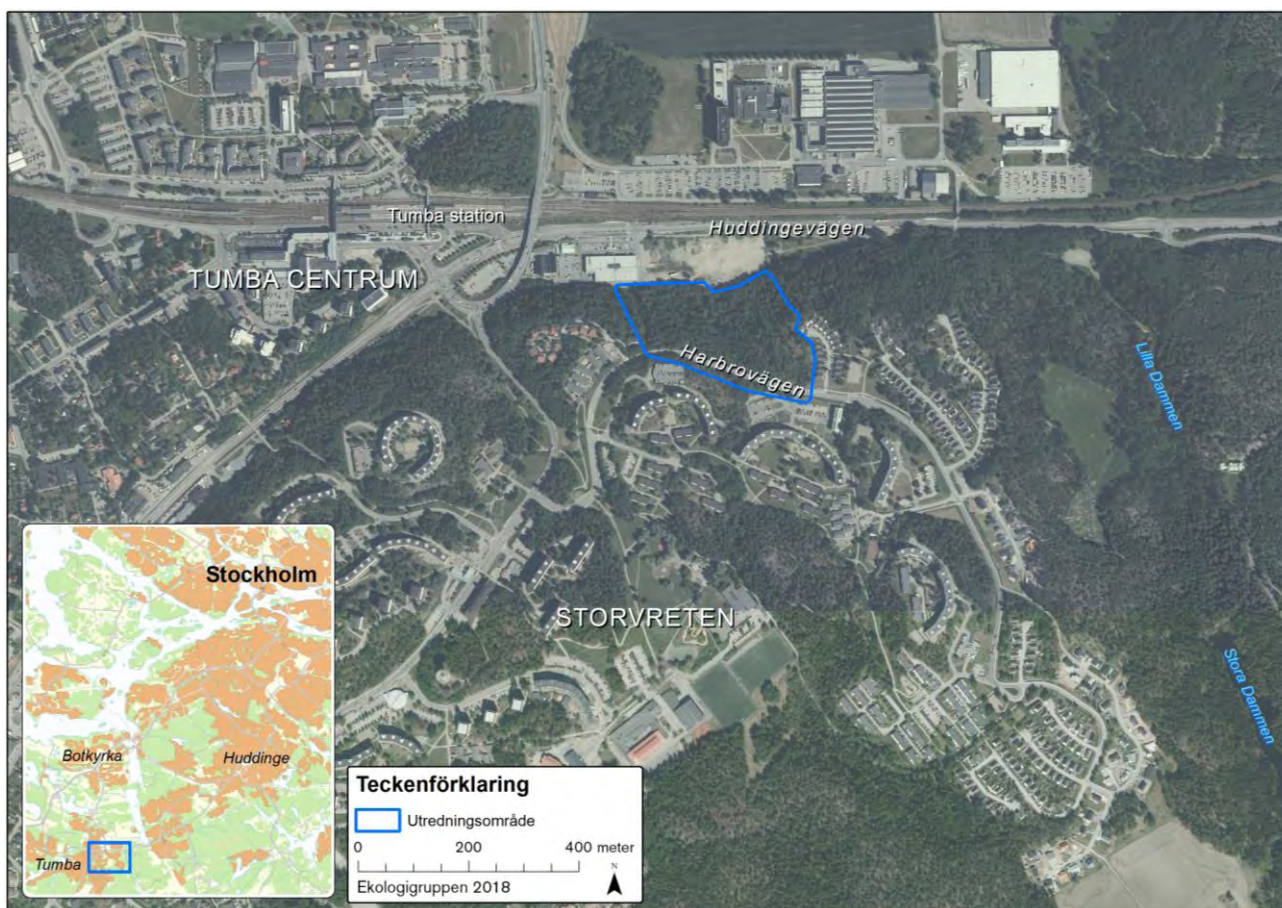 Tumba station
Huddingevägen
TUMBA CENTRUM
Harbrovägen
Lilla Dammen
STORVRETEN
Stora Dammen
Stockholm
Botkyrka
Huddinge
Tumba
Teckenförklaring
Utredningsområde
0 200 400 meter
N
Ekologigruppen 2018